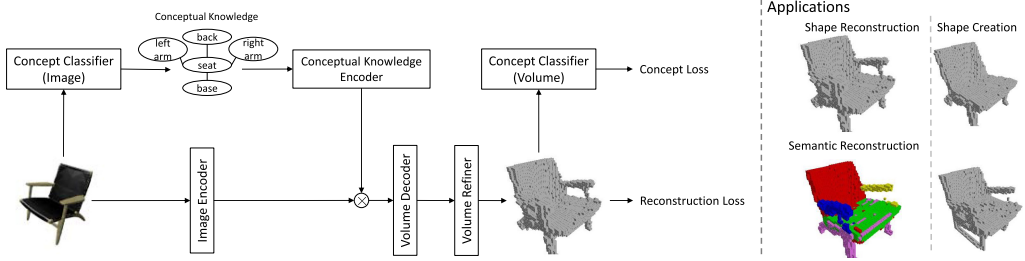 Conceptual Knowledge
left
arm
back
right
arm
seat
base
Concept Classifier
(Image)
Conceptual Knowledge
Encoder
Concept Classifier
(Volume)
Concept Loss
Image Encoder
Volume Decoder
Volume Refiner
Reconstruction Loss
Applications
Shape Reconstruction
Shape Creation
Semantic Reconstruction